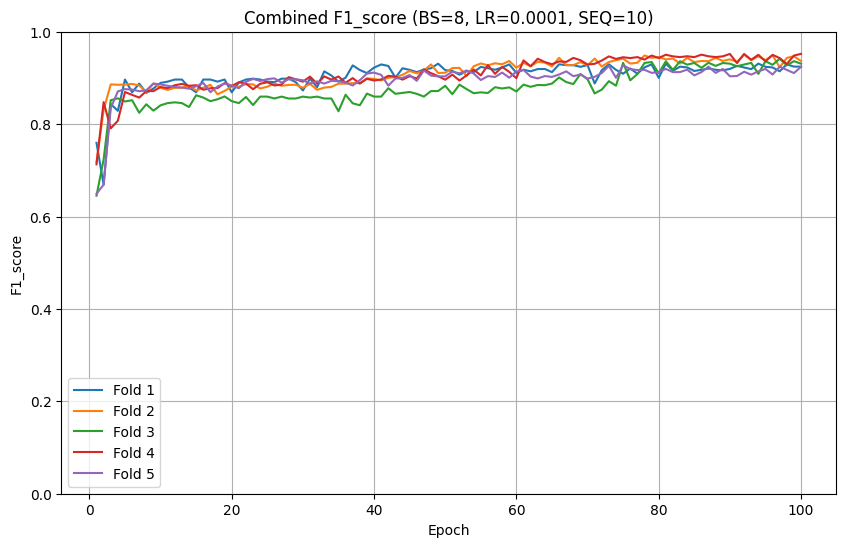 Combined F1_score (BS=8, LR=0.0001, SEQ=10)
1.0
0.8
0.6
0.4
0.2
0.0
F1_score
Fold 1
Fold 2
Fold 3
Fold 4
Fold 5
0 20 40 60 80 100
Epoch